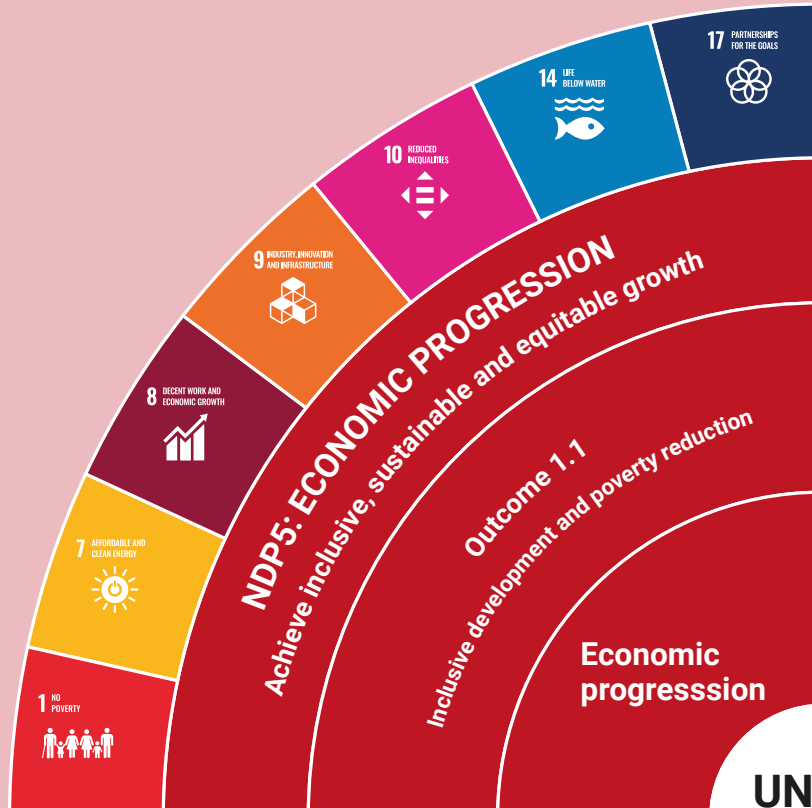 17 PARTNERSHIPS
FOR THE GOALS
14 LIFE
BELOW WATER
10 REDUCED
INEQUALITIES
9 INDUSTRY, INNOVATION
AND INFRASTRUCTURE
8 DECENT WORK AND
ECONOMIC GROWTH
7 AFFORDABLE AND
CLEAN ENERGY
1 NO
POVERTY
NDP5: ECONOMIC PROGRESSION
Achieve inclusive, sustainable and equitable growth
Outcome 1.1
Inclusive development and poverty reduction
Economic
progresssion
UN